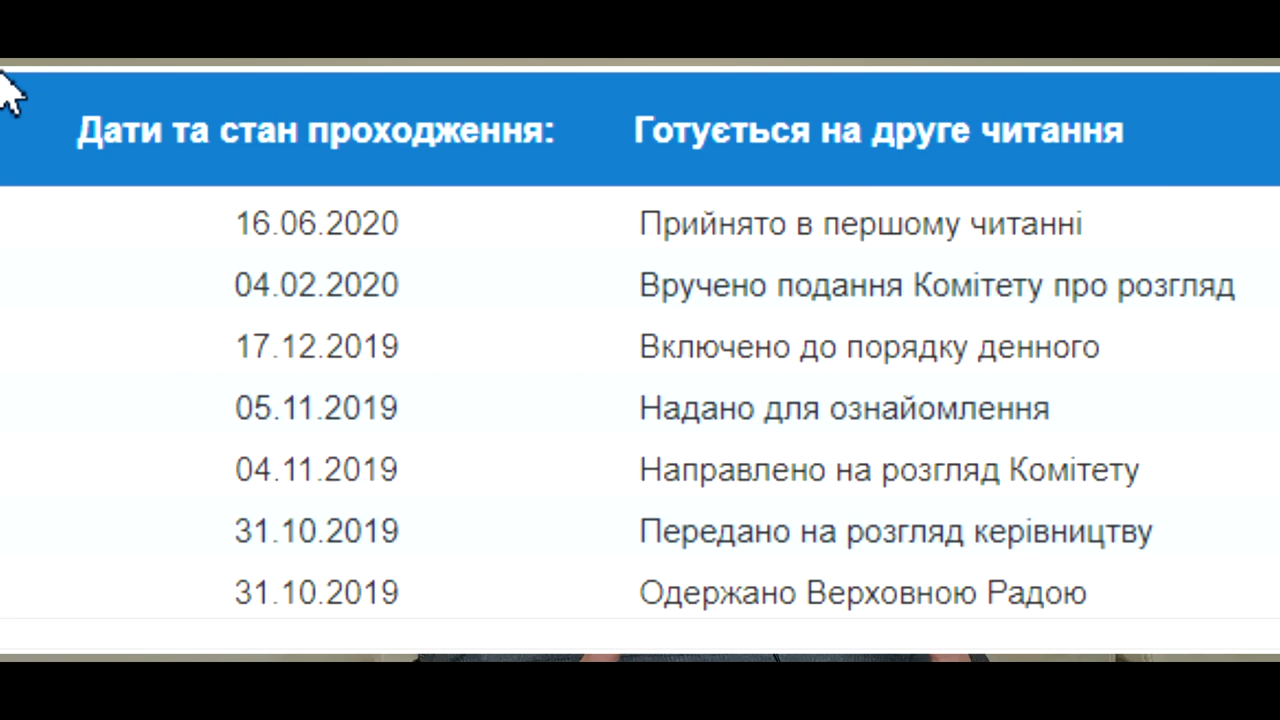 Дати та стан проходження: Готується на друге читання
16.06.2020 Прийнято в першому читанні
04.02.2020 Вручено подання Комітету про розгляд
17.12.2019 Включено до порядку денного
05.11.2019 Надано для ознайомлення
04.11.2019 Направлено на розгляд Комітету
31.10.2019 Передано на розгляд керівництву
31.10.2019 Одержано Верховною Радою